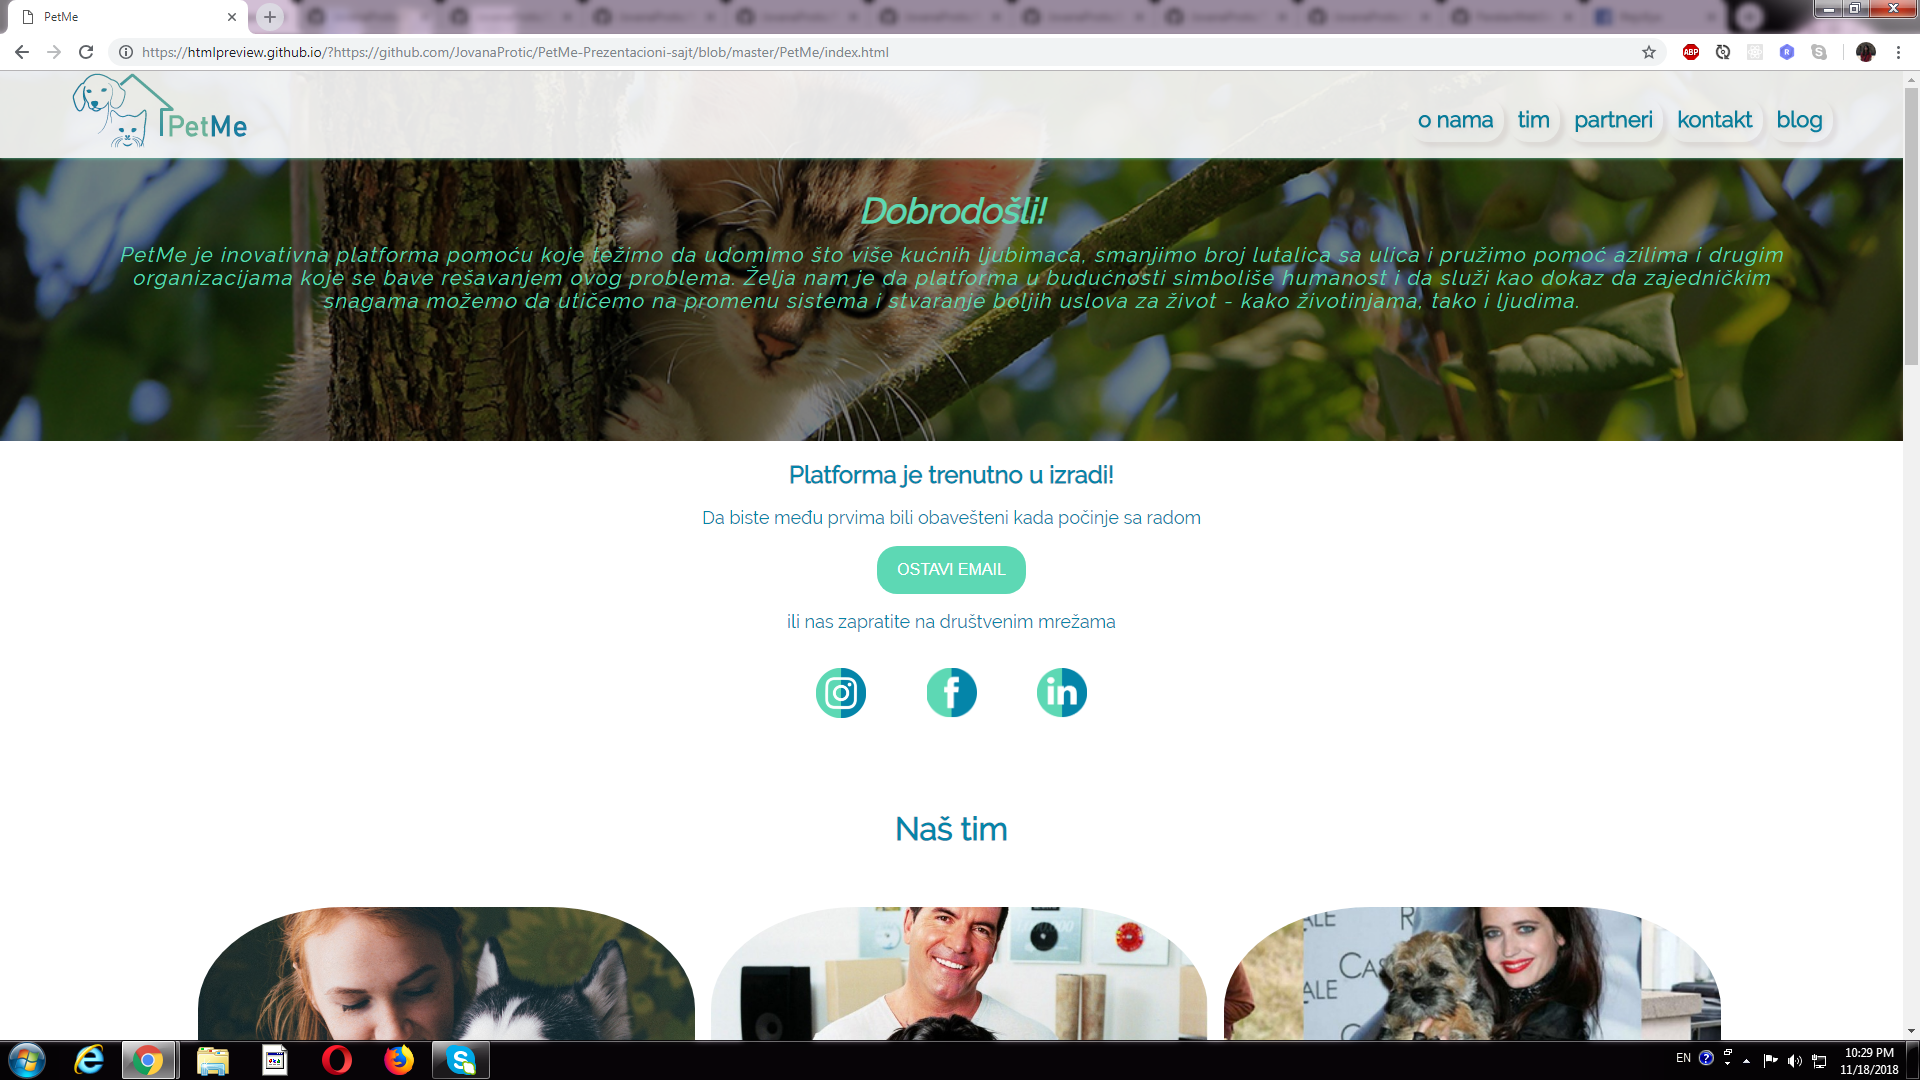 PetMe
https://htmlpreview.github.io/?https://github.com/JovanaProtic/PetMe-Prezentacioni-sajt/blob/master/PetMe/index.html
ABP
PetMe
o nama
tim
partneri
kontakt
blog
Dobrodošli!
PetMe je inovativna platforma pomoću koje težimo da udomimo što više kućnih ljubimaca, smanjimo broj lutalica sa ulica i pružimo pomoć azilima i drugim
organizacijama koje se bave rešavanjem ovog problema. Želja nam je da platforma u budućnosti simboliše humanost i da služi kao dokaz da zajedničkim
snagama možemo da utičemo na promenu sistema i stvaranje boljih uslova za život - kako životinjama, tako i ljudima.
Platforma je trenutno u izradi!
Da biste među prvima bili obavešteni kada počinje sa radom
OSTAVI EMAIL
ili nas zapratite na društvenim mrežama
Naš tim
EN
10:29 PM
11/18/2018